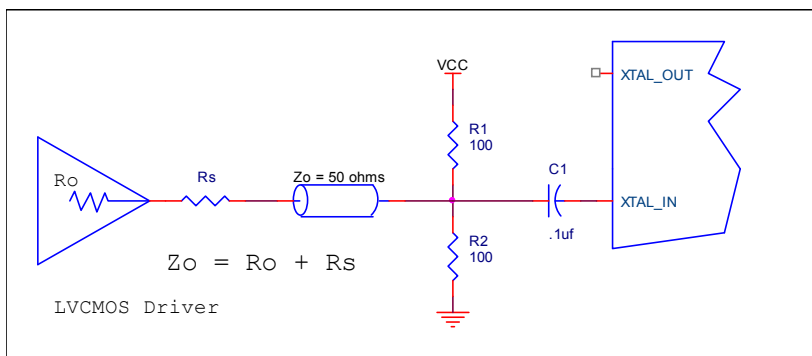 VCC
XTAL_OUT
R1
100
Ro
Rs
Zo = 50 ohms
C1
XTAL_IN
.1uf
R2
100
Zo = Ro + Rs
LVCMOS Driver